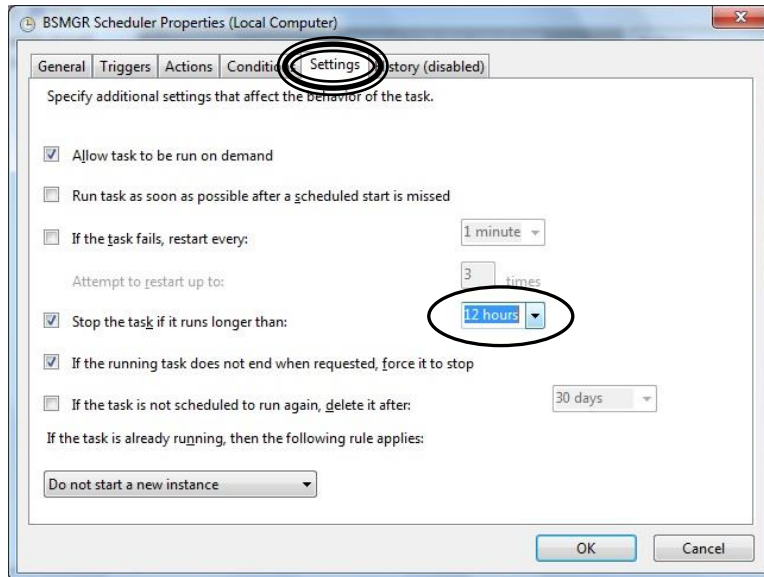 BSMGR Scheduler Properties (Local Computer)
General Triggers Actions Conditions Settings History (disabled)
Specify additional settings that affect the behavior of the task.
Allow task to be run on demand
Run task as soon as possible after a scheduled start is missed
If the task fails, restart every: 1 minute
Attempt to restart up to: 3 times
Stop the task if it runs longer than: 12 hours
If the running task does not end when requested, force it to stop
If the task is not scheduled to run again, delete it after: 30 days
If the task is already running, then the following rule applies:
Do not start a new instance
OK Cancel